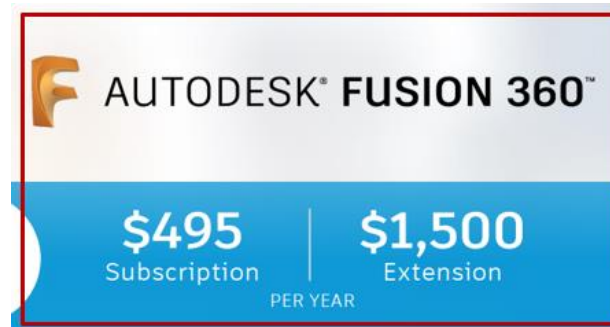 AUTODESK® FUSION 360™
$495 $1,500
Subscription Extension
PER YEAR